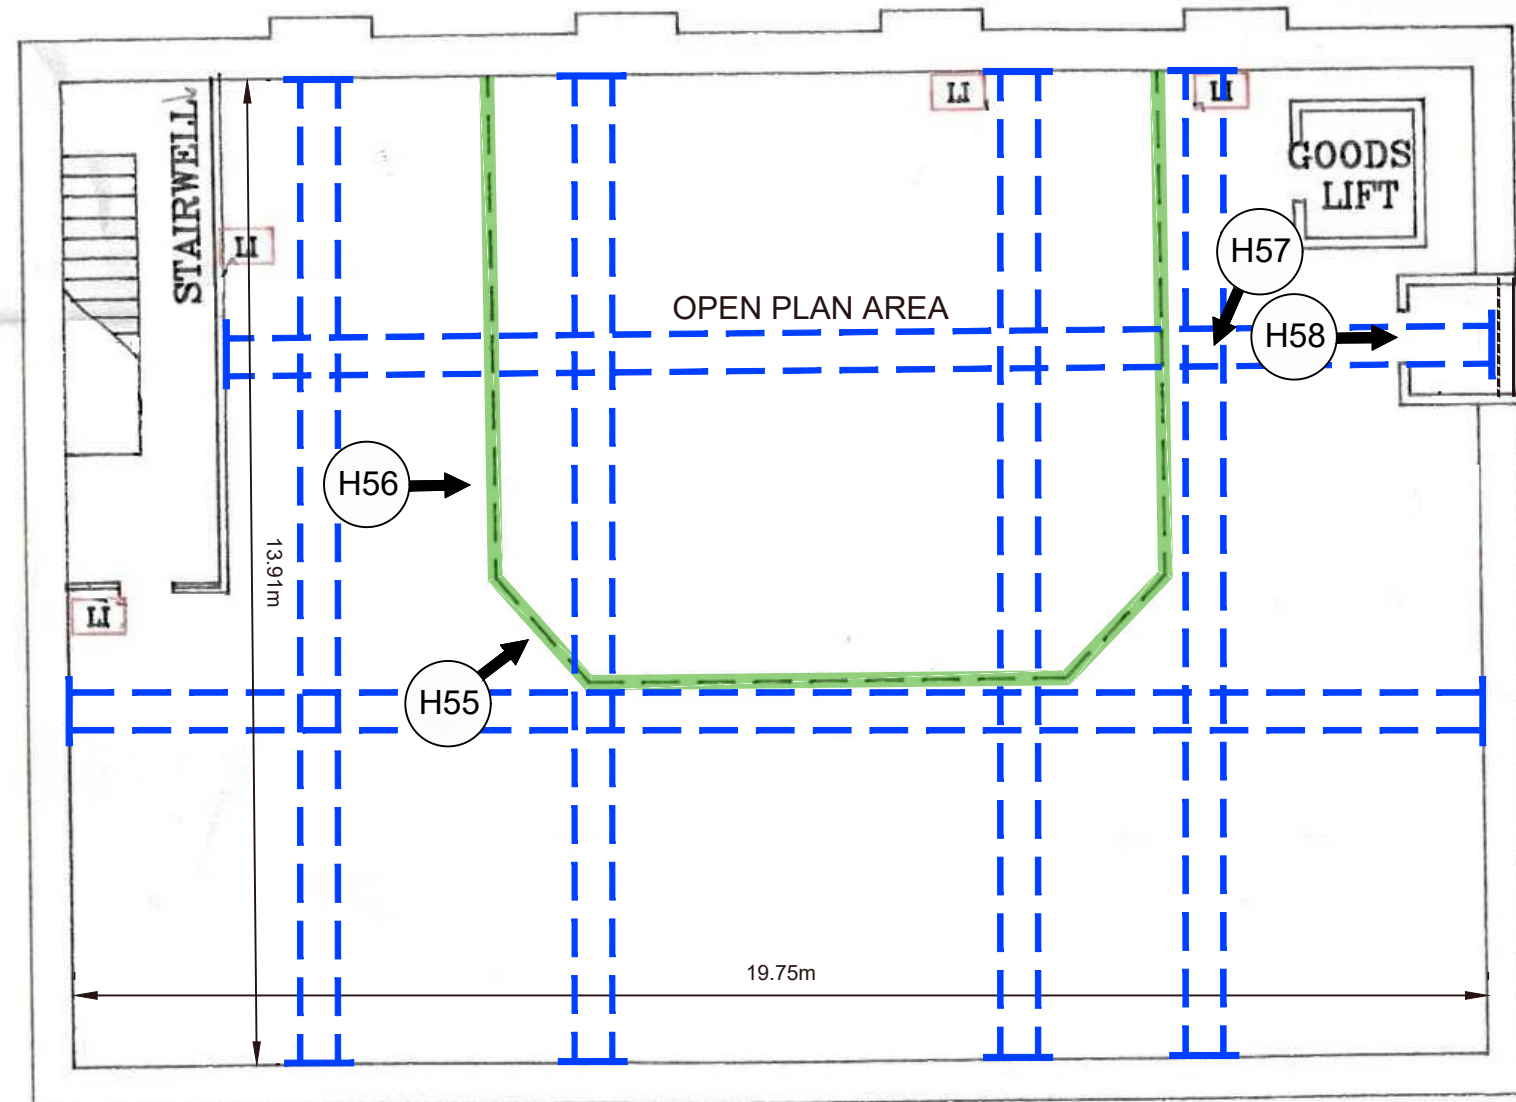 LI
LI
STAIRWELL
GOODS
LIFT
LI
H57
OPEN PLAN AREA
H58
H56
13.91m
LI
H55
19.75m